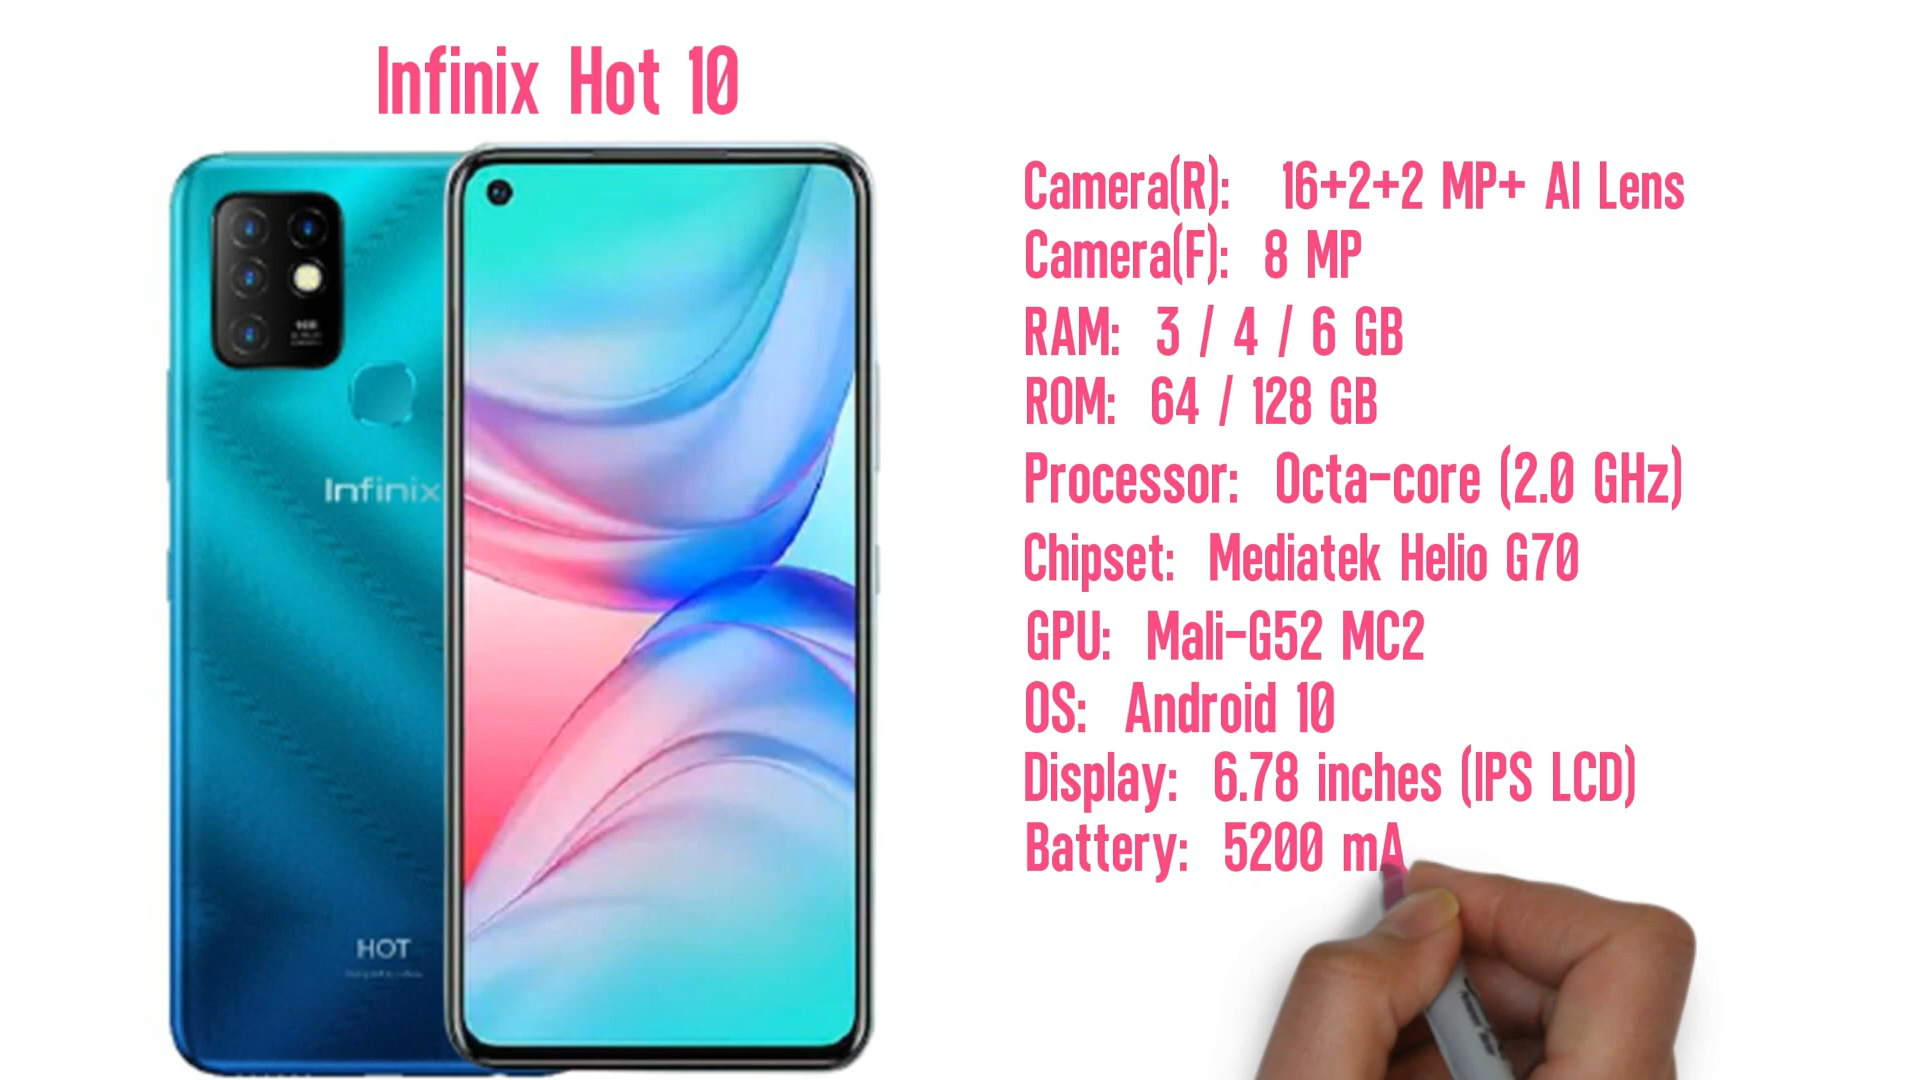 Infinix Hot 10
Camera(R): 16+2+2 MP+ AI Lens
Camera(F): 8 MP
RAM: 3 / 4 / 6 GB
ROM: 64 / 128 GB
Processor: Octa-core (2.0 GHz)
Chipset: Mediatek Helio G70
GPU: Mali-G52 MC2
OS: Android 10
Display: 6.78 inches (IPS LCD)
Battery: 5200 mA
Infinix
HOT